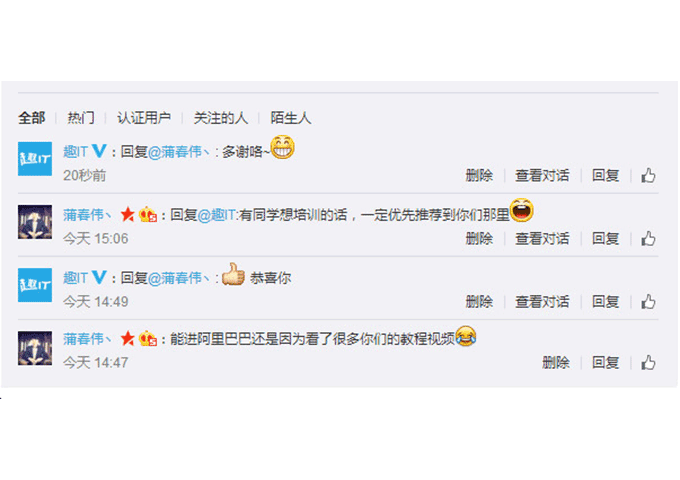 全部 热门 认证用户 关注的人 陌生人
趣IT：回复@蒲春伟丶: 多谢咯~
20秒前 删除 查看对话 回复
蒲春伟丶：回复@趣IT:有同学想培训的话，一定优先推荐到你们那里
今天 15:06 删除 查看对话 回复
趣IT：回复@蒲春伟丶: 恭喜你
今天 14:49 删除 查看对话 回复
蒲春伟丶：能进阿里巴巴还是因为看了很多你们的教程视频
今天 14:47 删除 回复